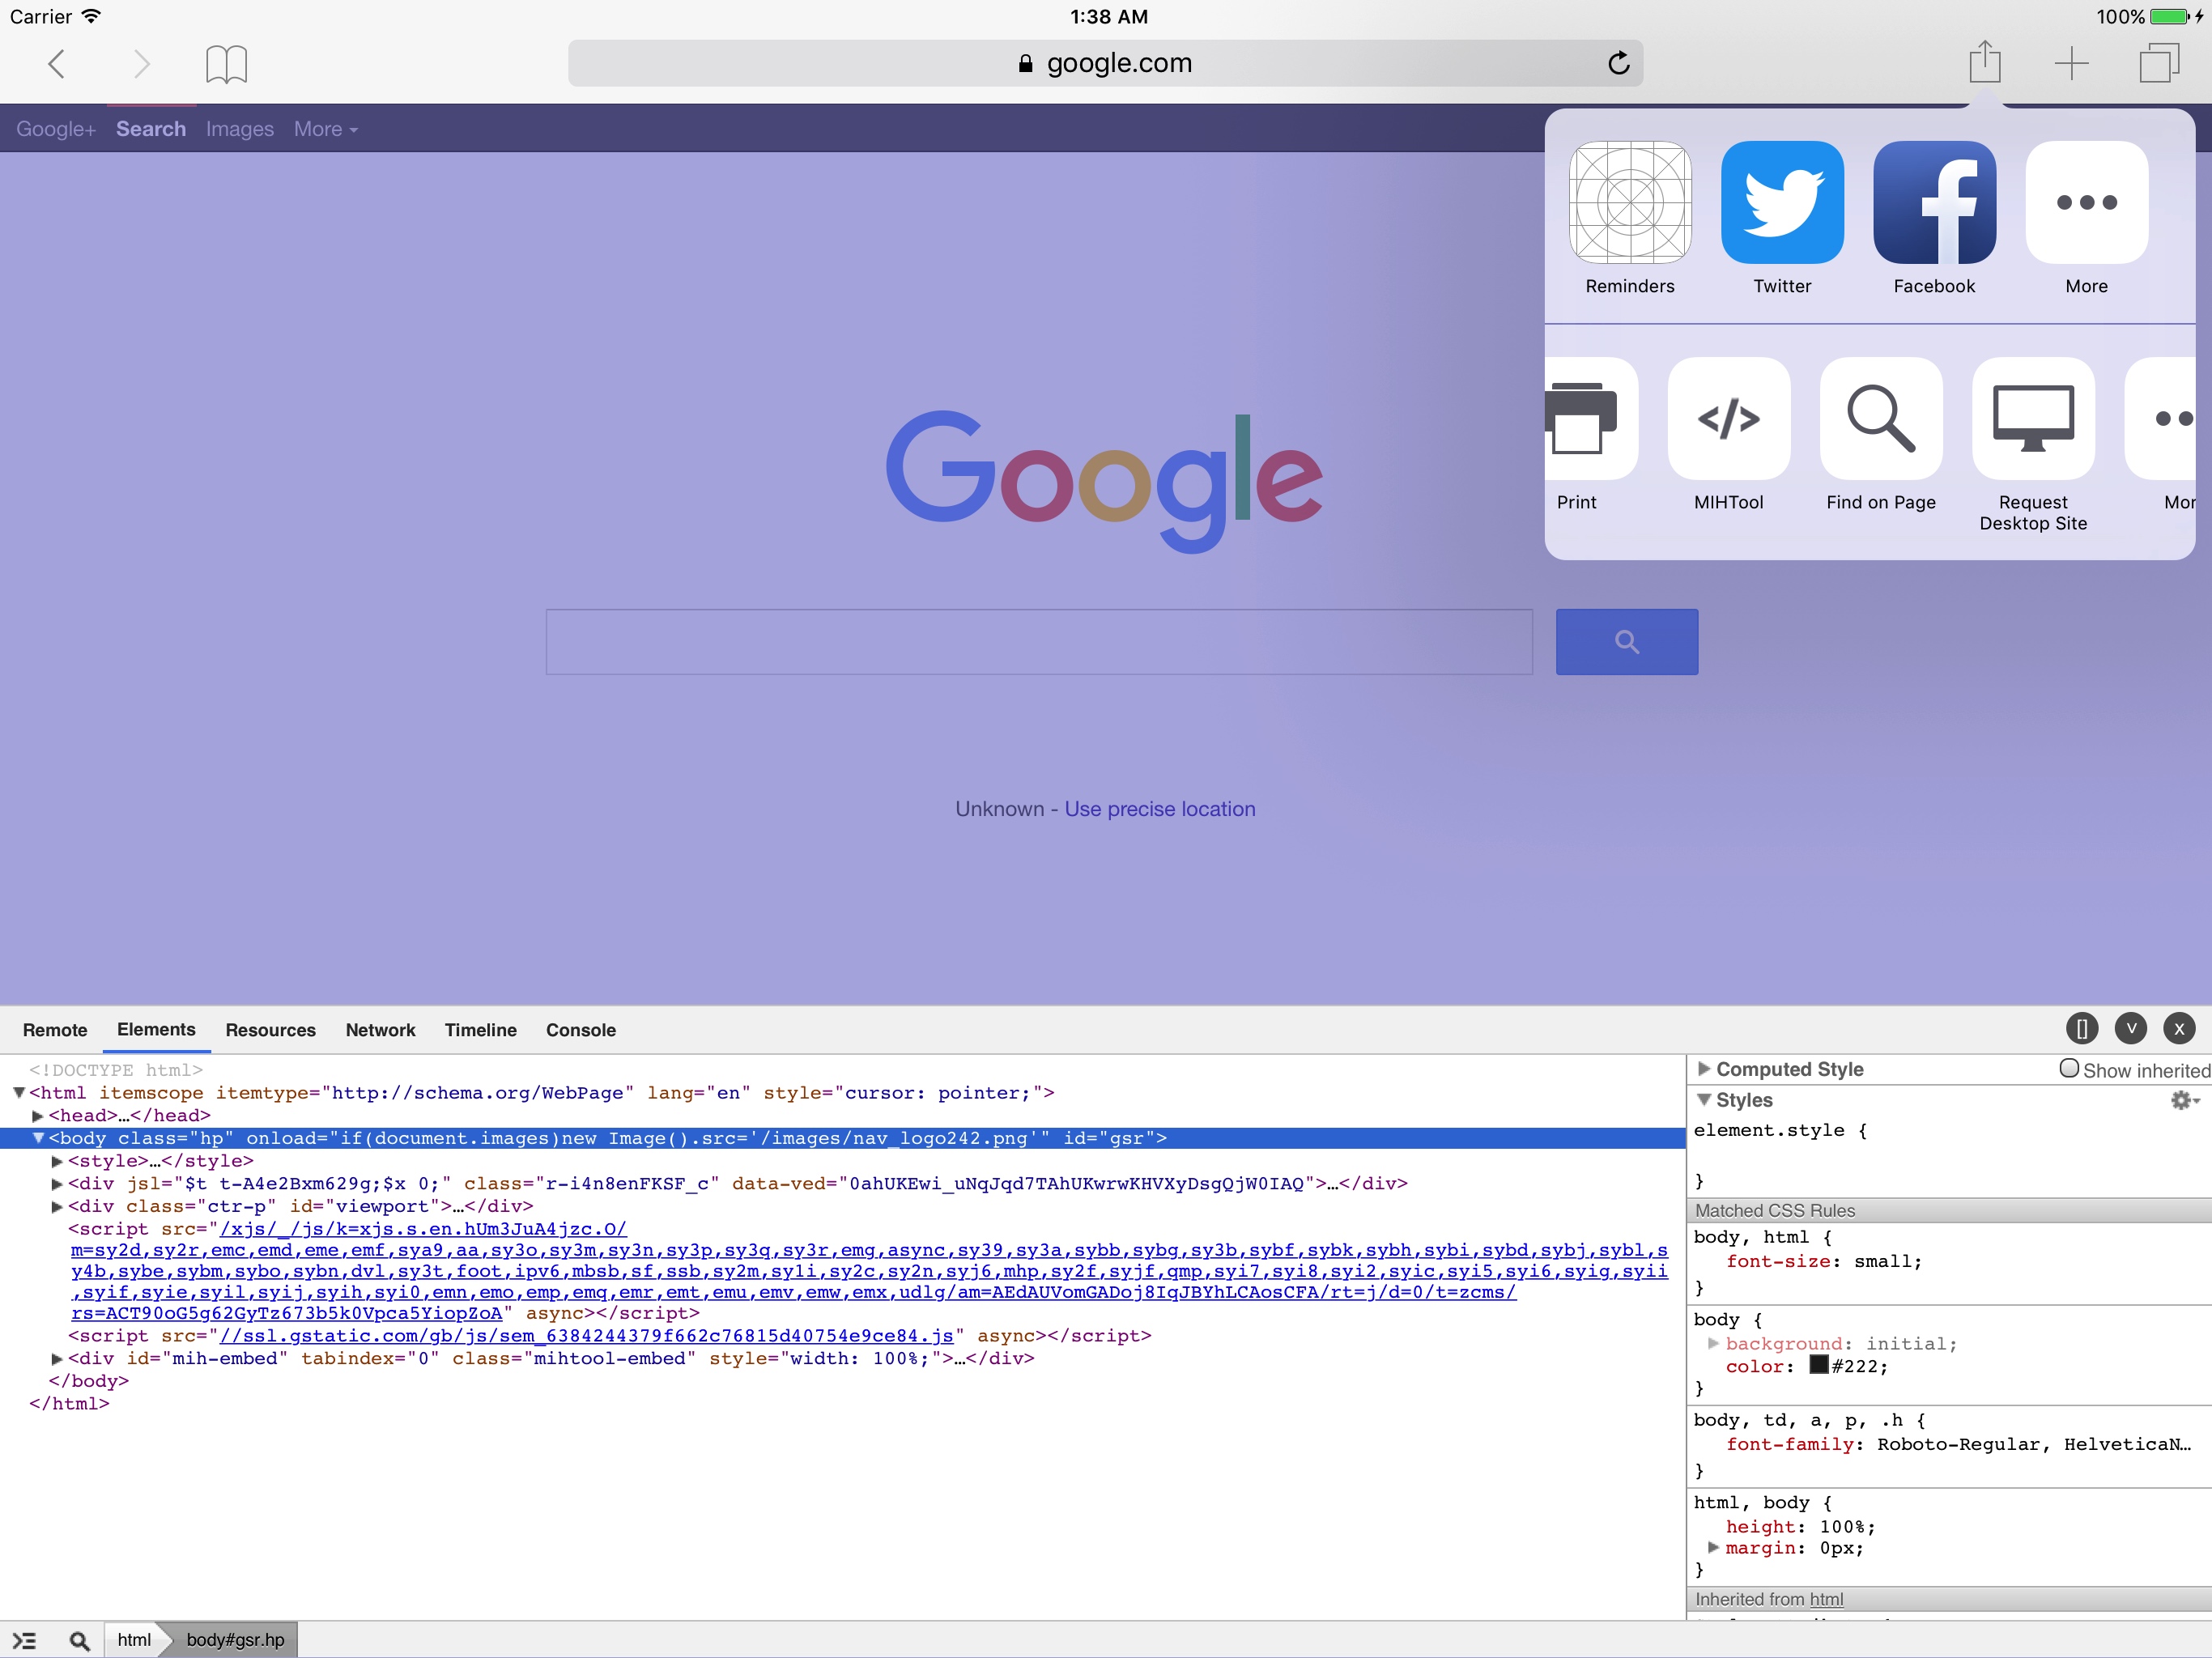 Carrier 1:38 AM 100%
google.com
Google+ Search Images More
Reminders Twitter Facebook More
Print MIHTool Find on Page Request Desktop Site Mor
Google
Unknown - Use precise location
Remote Elements Resources Network Timeline Console [] v x
<!DOCTYPE html>
<html itemscope itemtype="http://schema.org/WebPage" lang="en" style="cursor: pointer;">
<head>…</head>
<body class="hp" onload="if(document.images)new Image().src='/images/nav_logo242.png'" id="gsr">
<style>…</style>
<div jsl="$t t-A4e2Bxm629g;$x 0;" class="r-i4n8enFKSF_c" data-ved="0ahUKEwi_uNqJqd7TAhUKwrwKHVXyDsgQjW0IAQ">…</div>
<div class="ctr-p" id="viewport">…</div>
<script src="/xjs/_/js/k=xjs.s.en.hUm3JuA4jzc.O/
m=sy2d,sy2r,emc,emd,eme,emf,sya9,aa,sy3o,sy3m,sy3n,sy3p,sy3q,sy3r,emg,async,sy39,sy3a,sybb,sybg,sy3b,sybf,sybk,sybh,sybi,sybd,sybj,sybl,s
y4b,sybe,sybm,sybo,sybn,dvl,sy3t,foot,ipv6,mbsb,sf,ssb,sy2m,sy1i,sy2c,sy2n,syj6,mhp,sy2f,syjf,qmp,syi7,syi8,syi2,syic,syi5,syi6,syig,syii
,syif,syie,syil,syij,syih,syi0,emn,emo,emp,emq,emr,emt,emu,emv,emw,emx,udlg/am=AEdAUVomGADoj8IqJBYhLCAosCFA/rt=j/d=0/t=zcms/
rs=ACT90oG5g62GyTz673b5k0Vpca5YiopZoA" async></script>
<script src="//ssl.gstatic.com/gb/js/sem_6384244379f662c76815d40754e9ce84.js" async></script>
<div id="mih-embed" tabindex="0" class="mihtool-embed" style="width: 100%;">…</div>
</body>
</html>
Computed Style Show inherited
Styles
element.style {
}
Matched CSS Rules
body, html {
font-size: small;
}
body {
background: initial;
color: #222;
}
body, td, a, p, .h {
font-family: Roboto-Regular, HelveticaN…
}
html, body {
height: 100%;
margin: 0px;
}
Inherited from html
html body#gsr.hp